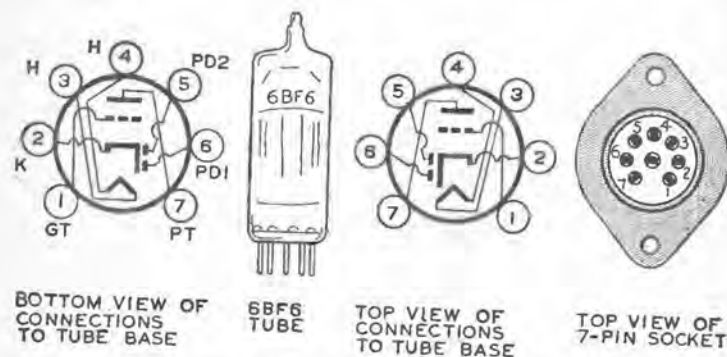 H
4
H
3
5
PD2
2
K
6
PD1
1
GT
7
PT
BOTTOM VIEW OF
CONNECTIONS
TO TUBE BASE
6BF6
6BF6
TUBE
4
5
3
6
2
7
1
TOP VIEW OF
CONNECTIONS
TO TUBE BASE
4
5
3
6
2
7
1
TOP VIEW OF
7-PIN SOCKET